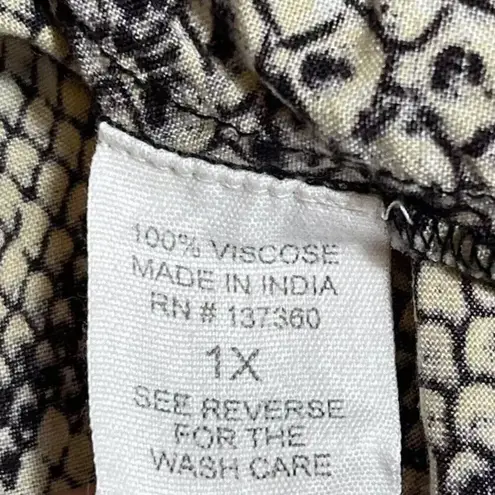 100% VISCOSE
MADE IN INDIA
RN # 137360
1X
SEE REVERSE
FOR THE
WASH CARE